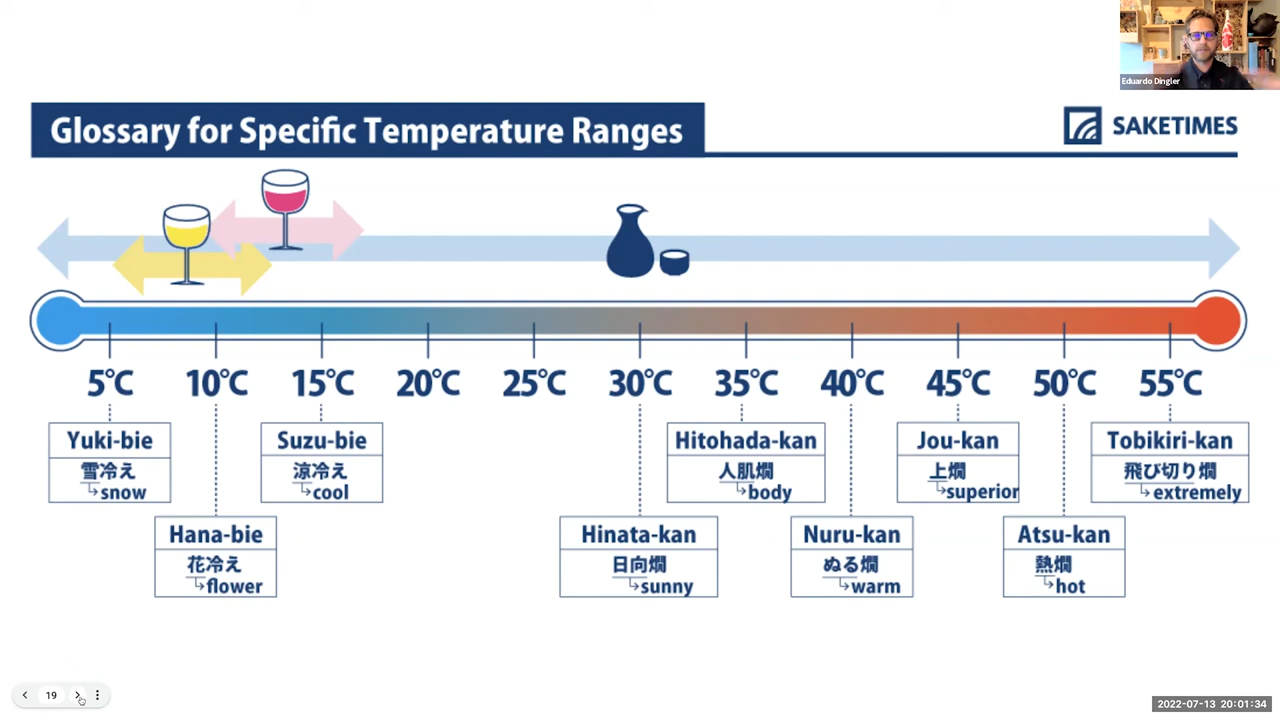 Eduardo Dingler
Glossary for Specific Temperature Ranges
SAKETIMES
5°C 10°C 15°C 20°C 25°C 30°C 35°C 40°C 45°C 50°C 55°C
Yuki-bie
雪冷え
snow
Suzu-bie
涼冷え
cool
Hitohada-kan
人肌燗
body
Jou-kan
上燗
superior
Tobikiri-kan
飛び切り燗
extremely
Hana-bie
花冷え
flower
Hinata-kan
日向燗
sunny
Nuru-kan
ぬる燗
warm
Atsu-kan
熱燗
hot
19
2022-07-13 20:01:34